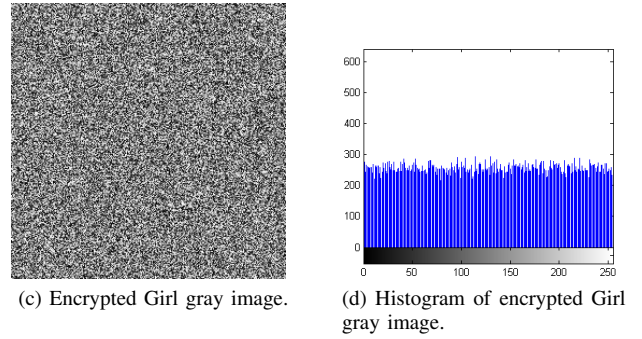 600
500
400
300
200
100
0
0 50 100 150 200 250
(c) Encrypted Girl gray image.
(d) Histogram of encrypted Girl
gray image.